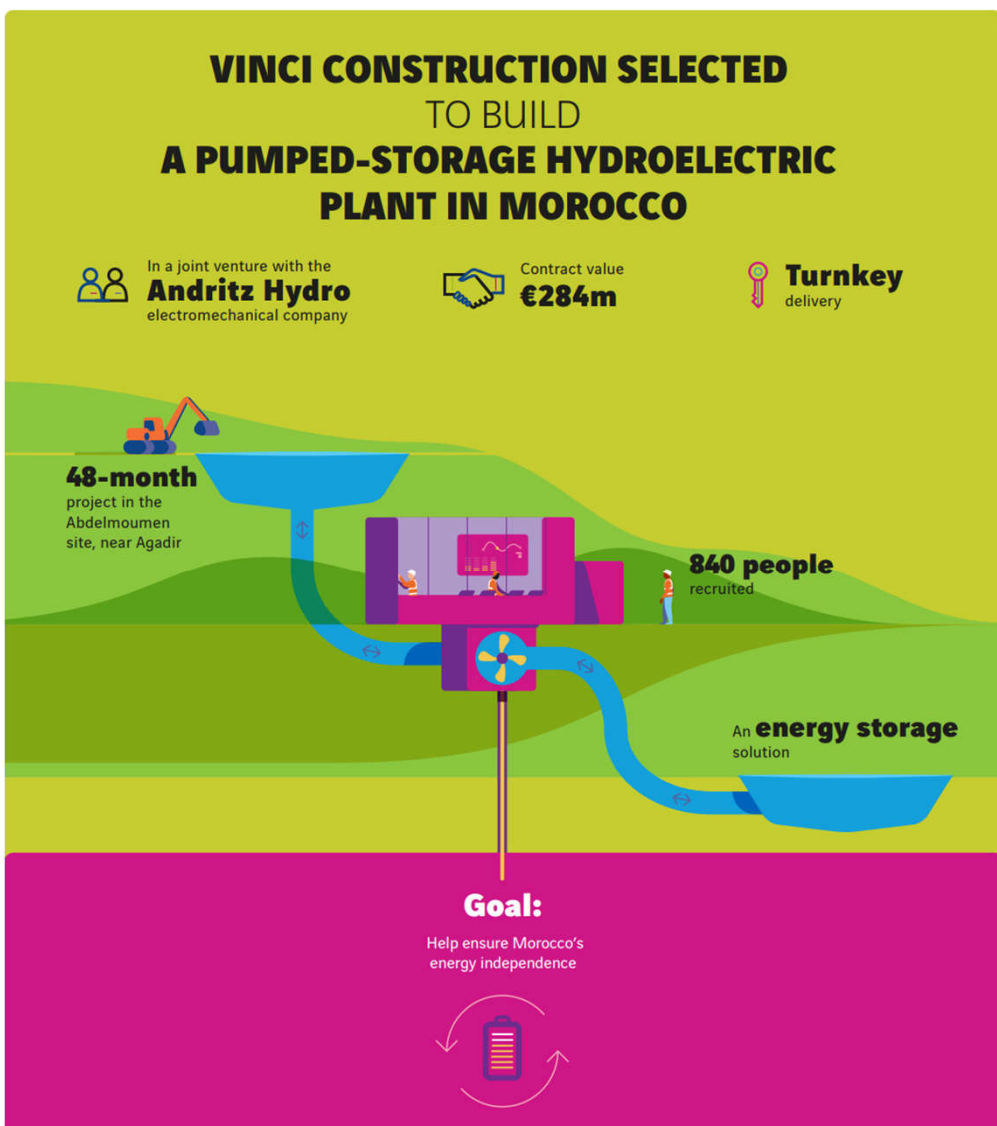 VINCI CONSTRUCTION SELECTED
TO BUILD
A PUMPED-STORAGE HYDROELECTRIC
PLANT IN MOROCCO
In a joint venture with the
Andritz Hydro
electromechanical company
Contract value
€284m
Turnkey
delivery
48-month
project in the
Abdelmoumen
site, near Agadir
840 people
recruited
An energy storage
solution
Goal:
Help ensure Morocco's
energy independence